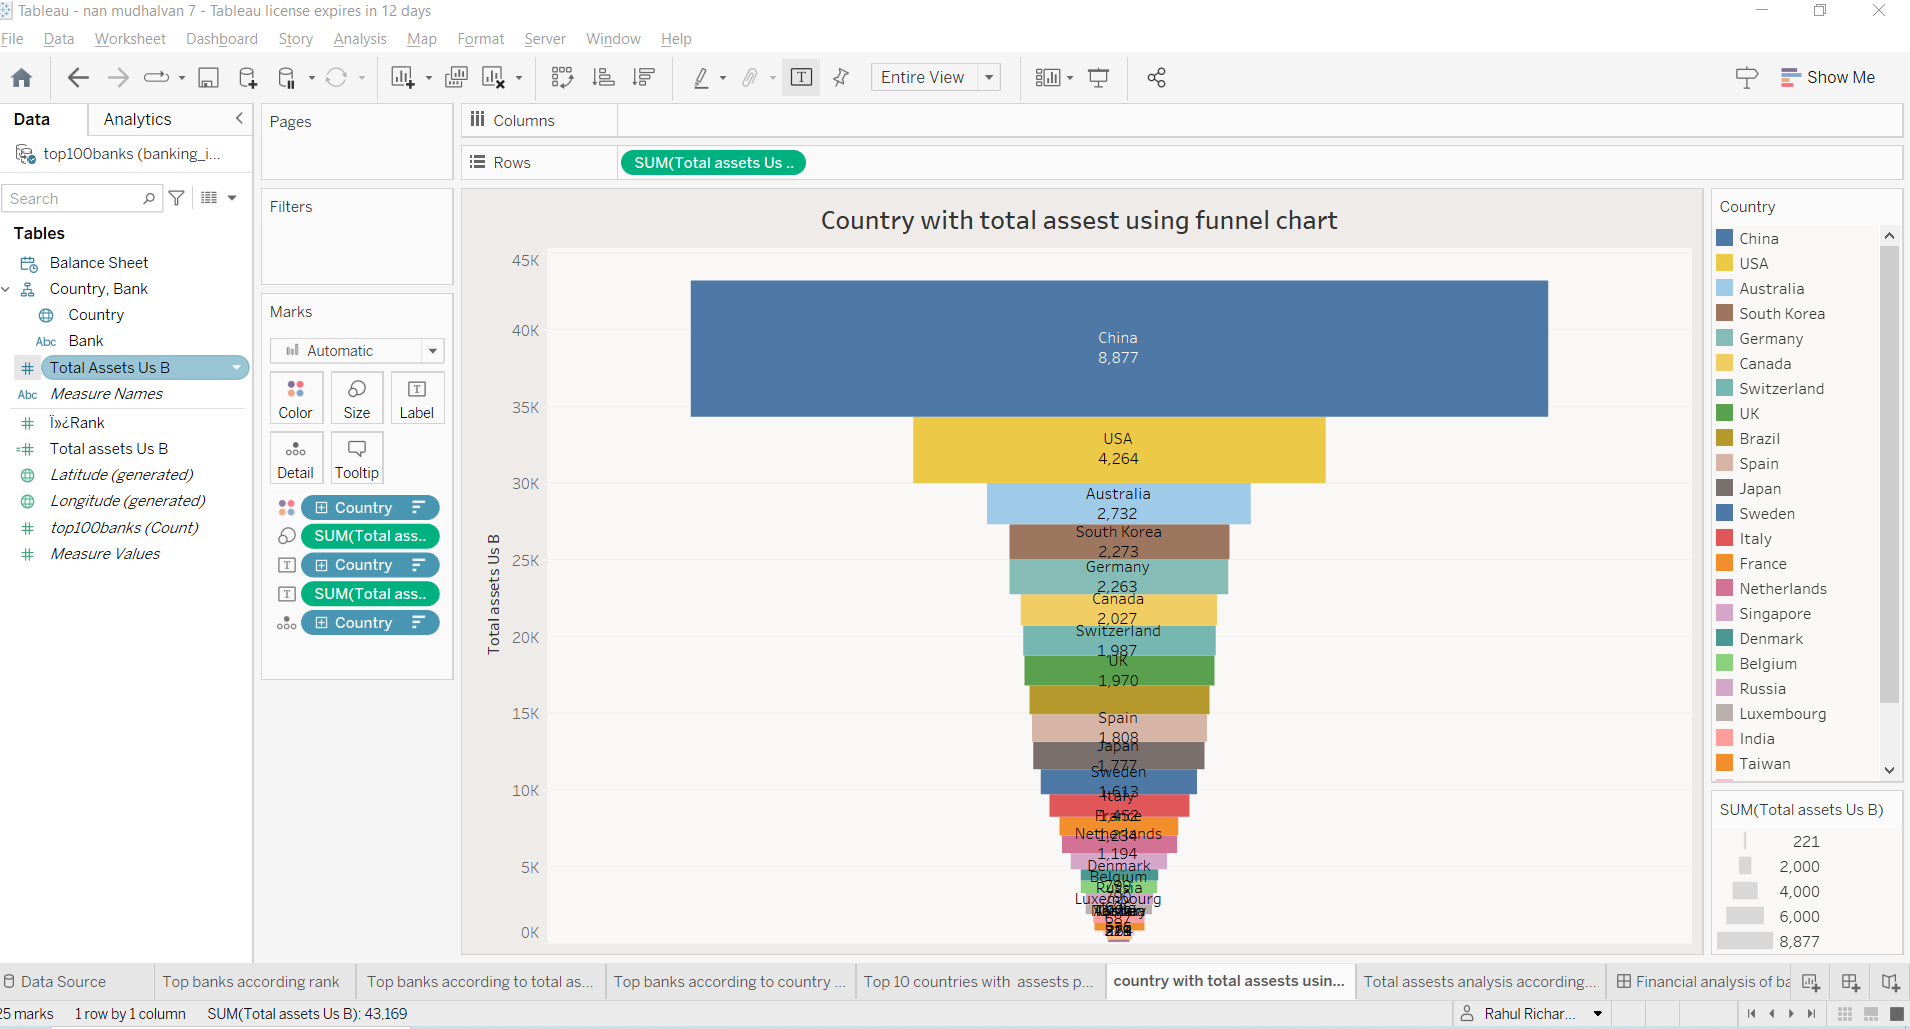 Tableau - nan mudhalvan 7 - Tableau license expires in 12 days
File Data Worksheet Dashboard Story Analysis Map Format Server Window Help
Entire View
Show Me
Data Analytics
top100banks (banking_i...
Search
Tables
Balance Sheet
Country, Bank
Country
Abc Bank
Total Assets Us B
Abc Measure Names
ï»¿Rank
Total assets Us B
Latitude (generated)
Longitude (generated)
top100banks (Count)
Measure Values
Pages
Filters
Marks
Automatic
Color Size Label
Detail Tooltip
Country
SUM(Total ass..
Country
SUM(Total ass..
Country
Columns
Rows SUM(Total assets Us ..
Country with total assest using funnel chart
Total assets Us B
45K
40K
35K
30K
25K
20K
15K
10K
5K
0K
China
8,877
USA
4,264
Australia
2,732
South Korea
2,273
Germany
2,263
Canada
2,027
Switzerland
1,987
UK
1,970
Spain
1,808
Japan
1,777
Sweden
1,613
Italy
1,452
France
1,234
Netherlands
1,194
Denmark
Belgium
Russia
Luxembourg
Country
China
USA
Australia
South Korea
Germany
Canada
Switzerland
UK
Brazil
Spain
Japan
Sweden
Italy
France
Netherlands
Singapore
Denmark
Belgium
Russia
Luxembourg
India
Taiwan
SUM(Total assets Us B)
221
2,000
4,000
6,000
8,877
Data Source Top banks according rank Top banks according to total as... Top banks according to country ... Top 10 countries with assests p... country with total assests usin... Total assests analysis according... Financial analysis of ba
25 marks 1 row by 1 column SUM(Total assets Us B): 43,169 Rahul Richar...